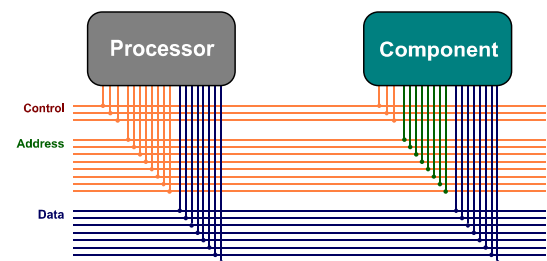 Processor
Component
Control
Address
Data